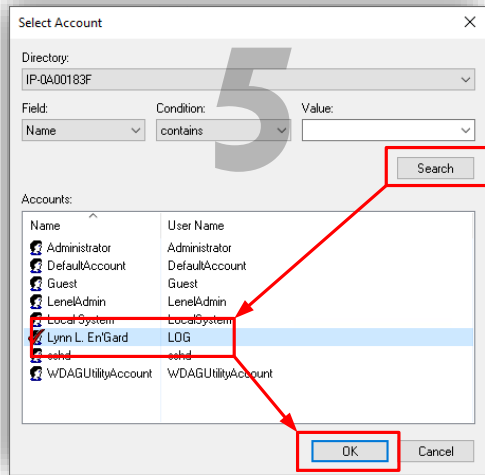 Select Account
Directory:
IP-0A00183F
5
Field: Condition: Value:
Name contains
Search
Accounts:
Name User Name
Administrator Administrator
DefaultAccount DefaultAccount
Guest Guest
LenelAdmin LenelAdmin
Local System LocalSystem
Lynn L. En'Gard LOG
sshd sshd
WDAGUtilityAccount WDAGUtilityAccount
OK Cancel